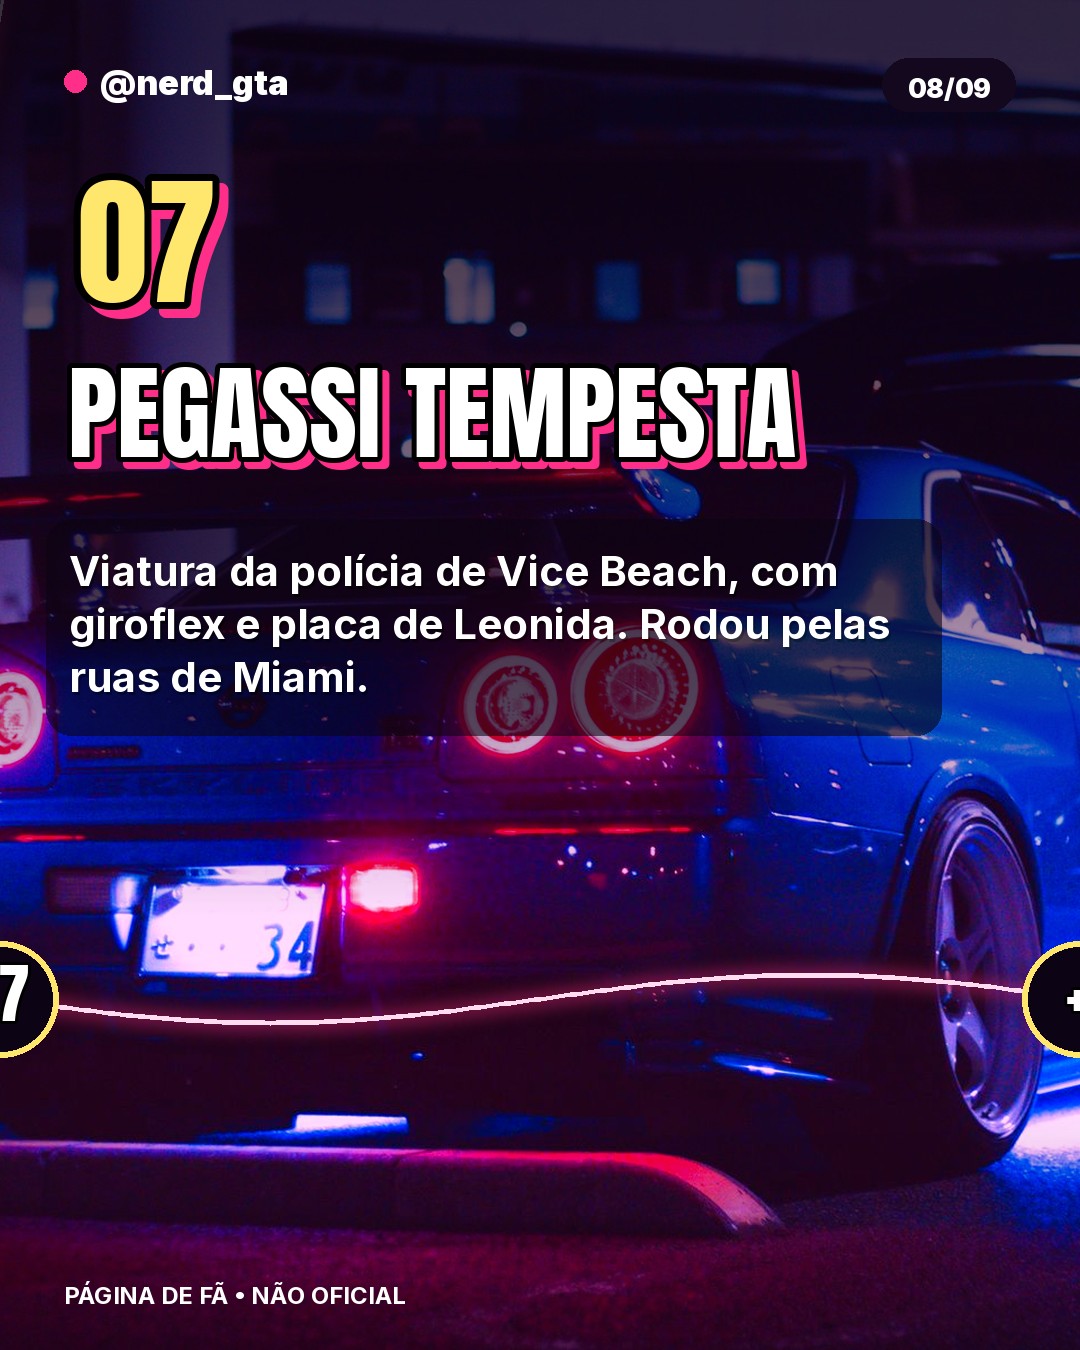 @nerd_gta
08/09
07
PEGASSI TEMPESTA
Viatura da polícia de Vice Beach, com
giroflex e placa de Leonida. Rodou pelas
ruas de Miami.
せ・・34
7
+
PÁGINA DE FÃ • NÃO OFICIAL